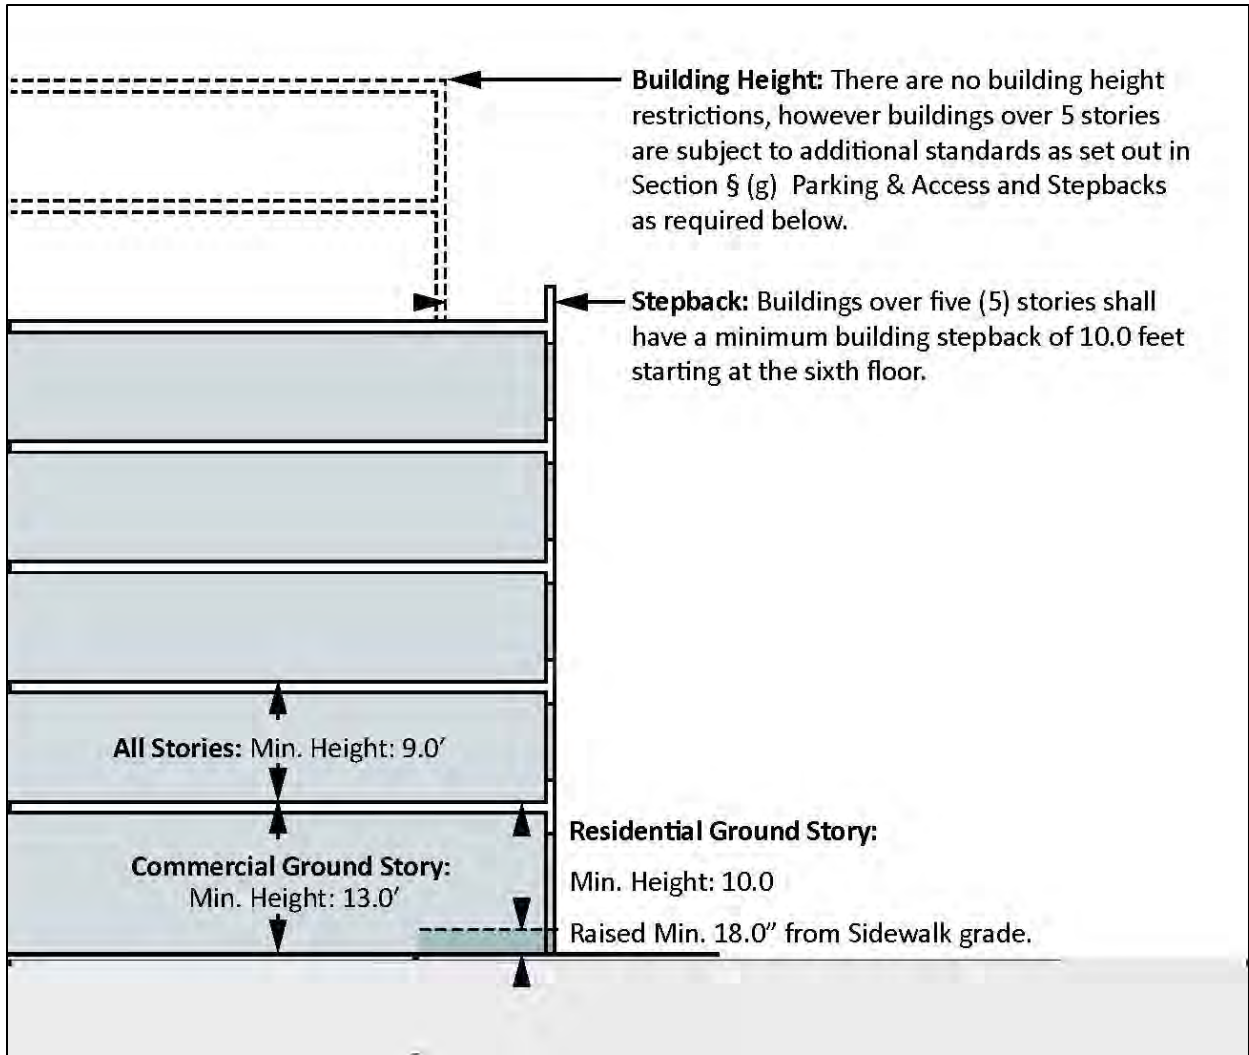 Building Height: There are no building height
restrictions, however buildings over 5 stories
are subject to additional standards as set out in
Section § (g) Parking & Access and Stepbacks
as required below.
Stepback: Buildings over five (5) stories shall
have a minimum building stepback of 10.0 feet
starting at the sixth floor.
All Stories: Min. Height: 9.0′
Commercial Ground Story:
Min. Height: 13.0′
Residential Ground Story:
Min. Height: 10.0
Raised Min. 18.0” from Sidewalk grade.